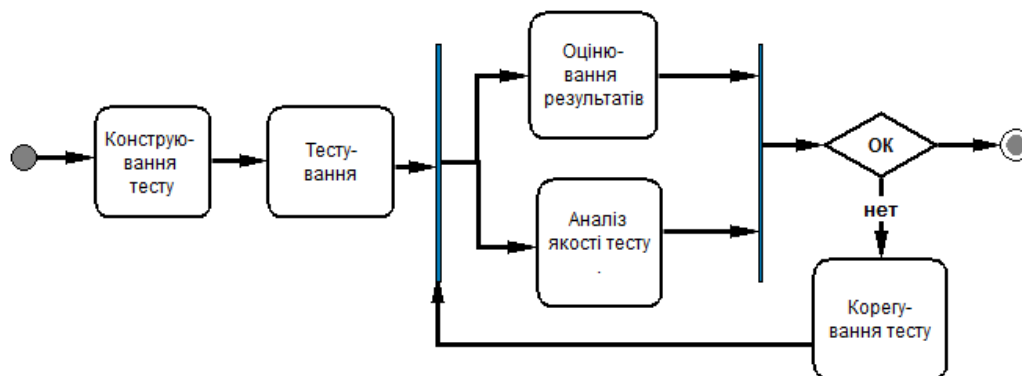 Конструю-
вання
тесту
Тесту-
вання
Оціню-
вання
результатів
Аналіз
якості тесту
.
ОК
нет
Корегу-
вання тесту